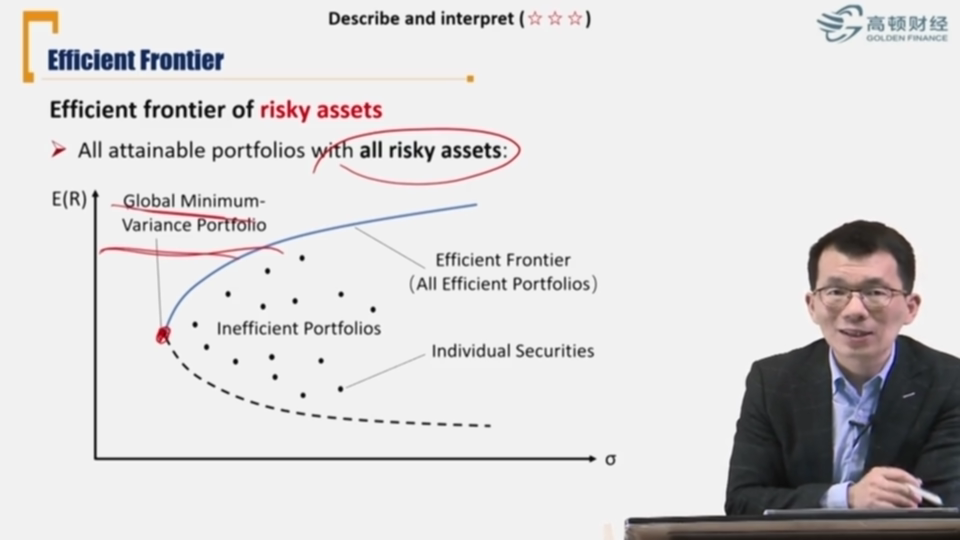 Describe and interpret (☆☆☆)
高顿财经
GOLDEN FINANCE
Efficient Frontier
Efficient frontier of risky assets
All attainable portfolios with all risky assets:
E(R)
Global Minimum-
Variance Portfolio
Efficient Frontier
(All Efficient Portfolios)
Inefficient Portfolios
Individual Securities
σ